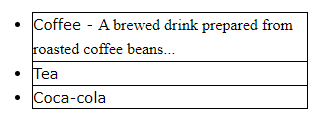 Coffee - A brewed drink prepared from
roasted coffee beans...
Tea
Coca-cola